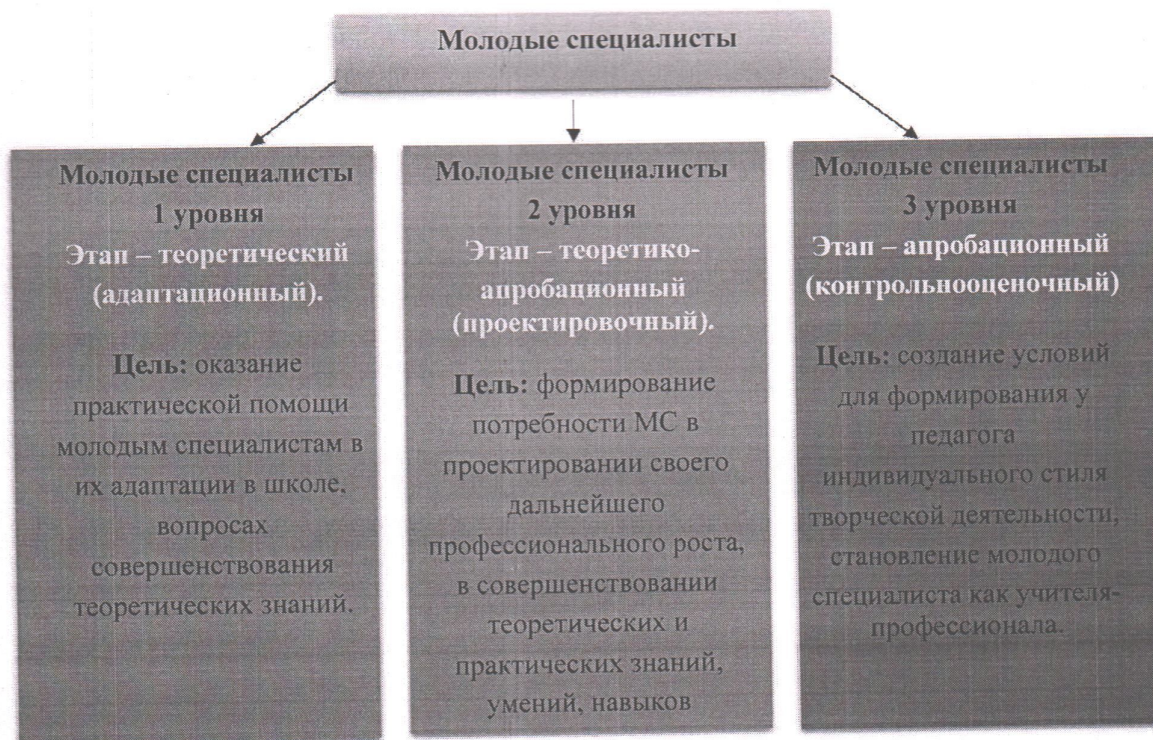 Молодые специалисты
Молодые специалисты
1 уровня
Этап – теоретический
(адаптационный).
Цель: оказание
практической помощи
молодым специалистам в
их адаптации в школе,
вопросах
совершенствования
теоретических знаний.
Молодые специалисты
2 уровня
Этап – теоретико-
апробационный
(проектировочный).
Цель: формирование
потребности МС в
проектировании своего
дальнейшего
профессионального роста,
в совершенствовании
теоретических и
практических знаний,
умений, навыков
Молодые специалисты
3 уровня
Этап – апробационный
(контрольнооценочный)
Цель: создание условий
для формирования у
педагога
индивидуального стиля
творческой деятельности,
становление молодого
специалиста как учителя-
профессионала.